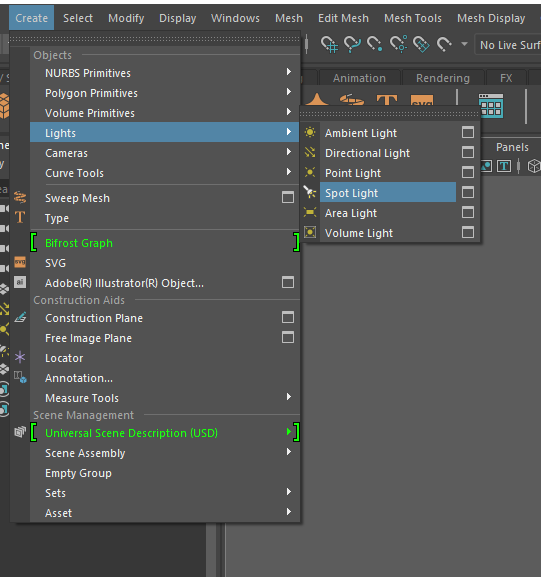 Create Select Modify Display Windows Mesh Edit Mesh Mesh Tools Mesh Display
No Live Surf
Animation Rendering FX
Objects
NURBS Primitives
Polygon Primitives
Volume Primitives
Lights
Cameras
Curve Tools
Sweep Mesh
Type
Bifrost Graph
SVG
Adobe(R) Illustrator(R) Object...
Construction Aids
Construction Plane
Free Image Plane
Locator
Annotation...
Measure Tools
Scene Management
Universal Scene Description (USD)
Scene Assembly
Empty Group
Sets
Asset
Ambient Light
Directional Light
Point Light
Spot Light
Area Light
Volume Light
Panels